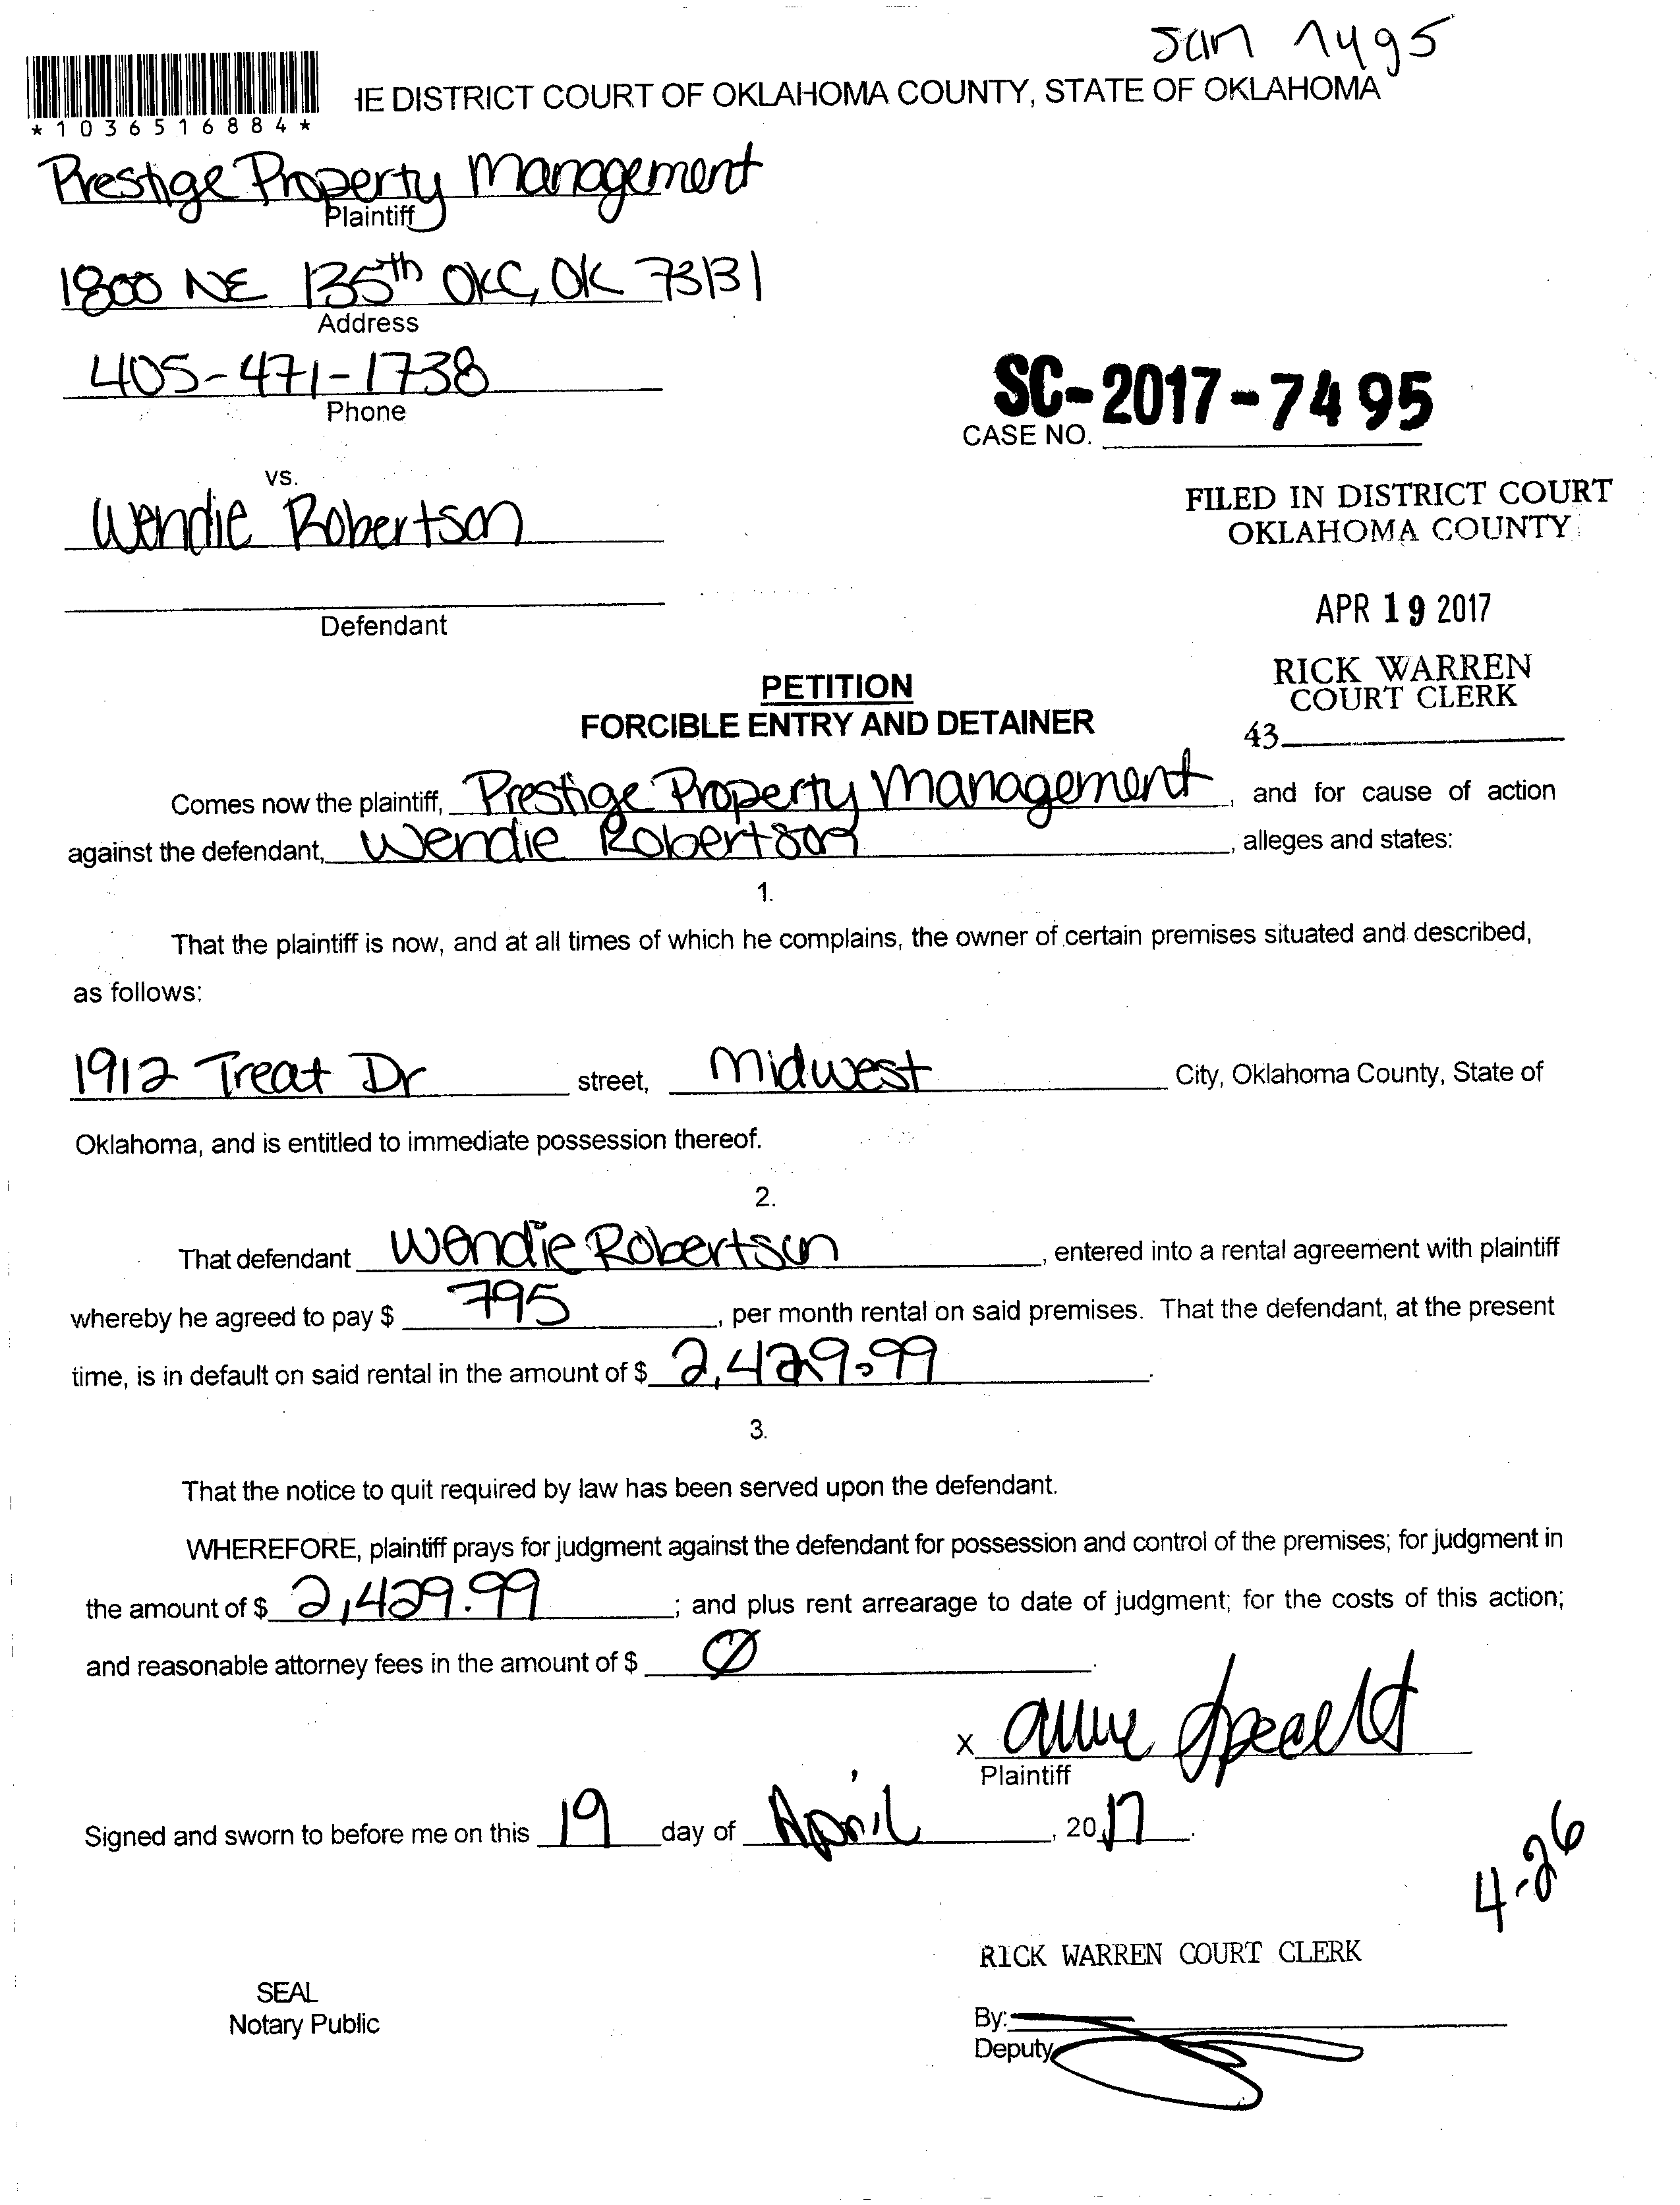 Jan 7495
*1036516884*
IE DISTRICT COURT OF OKLAHOMA COUNTY, STATE OF OKLAHOMA
Prestige Property Management
Plaintiff
1800 NE 135th OKC, OK 73131
Address
405-471-1738
Phone
SC-2017-7495
CASE NO.
vs.
Wendie Robertson
Defendant
FILED IN DISTRICT COURT
OKLAHOMA COUNTY
APR 19 2017
RICK WARREN
COURT CLERK
43
PETITION
FORCIBLE ENTRY AND DETAINER
Comes now the plaintiff, Prestige Property Management, and for cause of action
against the defendant, Wendie Robertson, alleges and states:
1.
That the plaintiff is now, and at all times of which he complains, the owner of certain premises situated and described,
as follows:
1912 Treat Dr street, Midwest City, Oklahoma County, State of
Oklahoma, and is entitled to immediate possession thereof.
2.
That defendant Wendie Robertson, entered into a rental agreement with plaintiff
whereby he agreed to pay $ 795, per month rental on said premises. That the defendant, at the present
time, is in default on said rental in the amount of $ 2,429.99.
3.
That the notice to quit required by law has been served upon the defendant.
WHEREFORE, plaintiff prays for judgment against the defendant for possession and control of the premises; for judgment in
the amount of $ 2,429.99; and plus rent arrearage to date of judgment; for the costs of this action;
and reasonable attorney fees in the amount of $ Ø.
x
Plaintiff
Signed and sworn to before me on this 19 day of April, 2017.
4-26
RICK WARREN COURT CLERK
SEAL
Notary Public
By:
Deputy